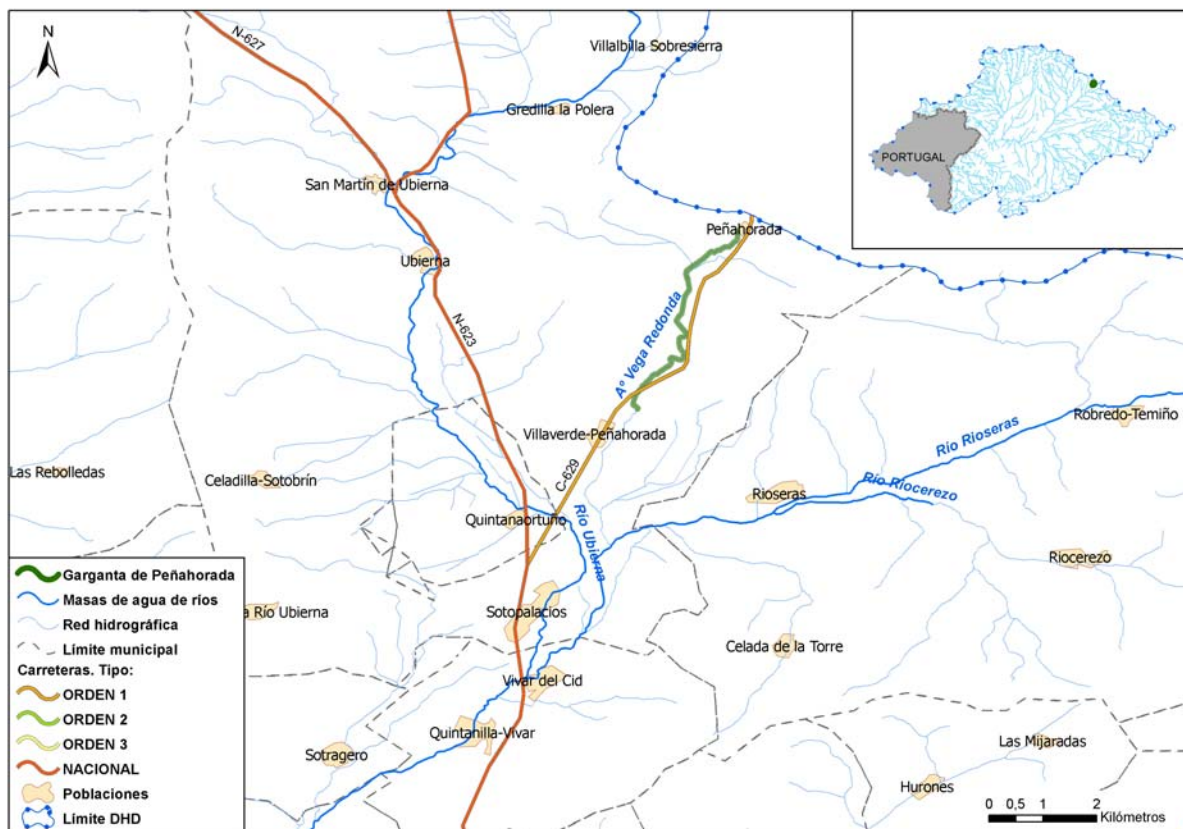 N
N-627
Villalbilla Sobresierra
Gredilla la Polera
San Martín de Ubierna
Peñahorada
PORTUGAL
Ubierna
N-623
Aº Vega Redonda
Villaverde-Peñahorada
Robredo-Temiño
Río Rioseras
Las Rebolledas
Celadilla-Sotobrín
C-629
Rioseras
Río Riocerezo
Quintanaortuño
Río Ubierna
Riocerezo
a Río Ubierna
Sotopalacios
Celada de la Torre
Vivar del Cid
Quintanilla-Vivar
Sotragero
Las Mijaradas
Hurones
Garganta de Peñahorada
Masas de agua de ríos
Red hidrográfica
Límite municipal
Carreteras. Tipo:
ORDEN 1
ORDEN 2
ORDEN 3
NACIONAL
Poblaciones
Límite DHD
0 0,5 1 2
Kilómetros